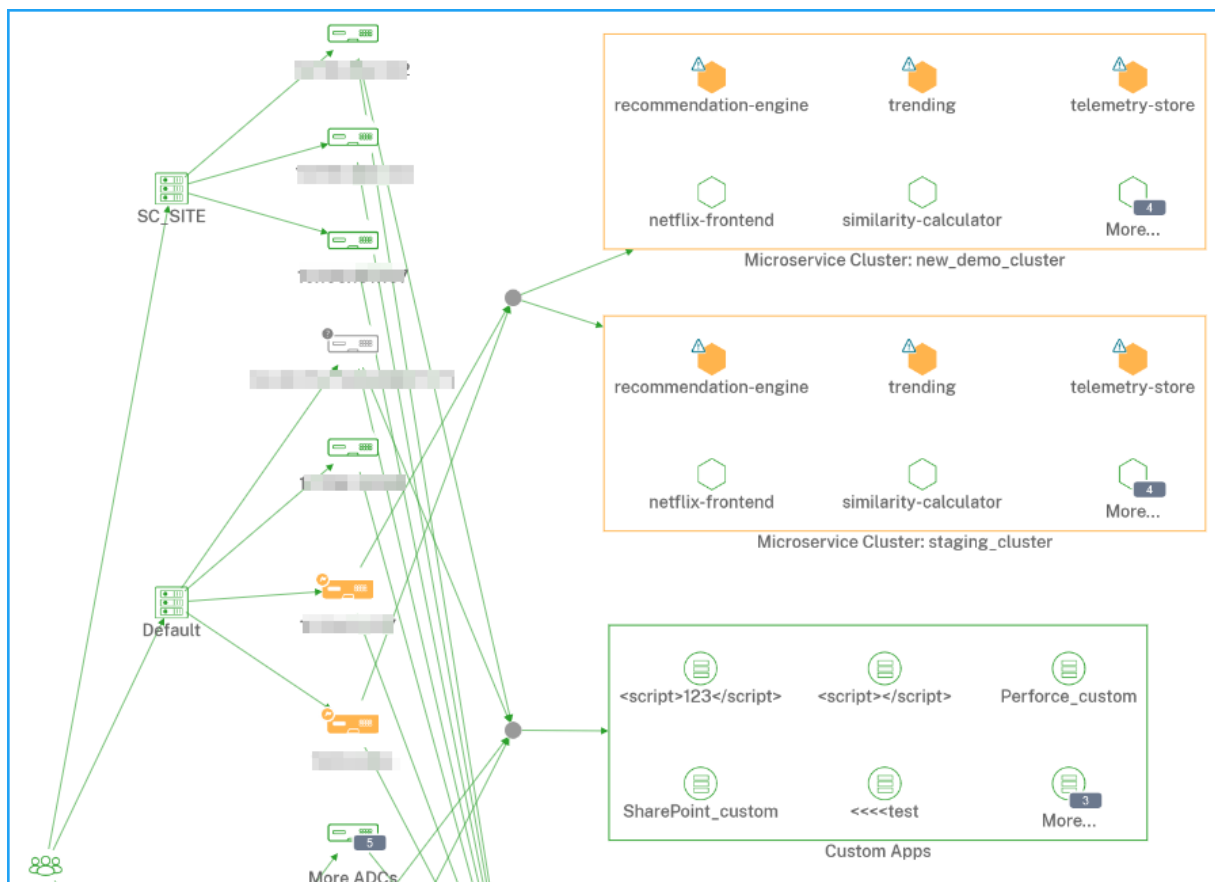 recommendation-engine
trending
telemetry-store
SC_SITE
netflix-frontend
similarity-calculator
4
More...
Microservice Cluster: new_demo_cluster
recommendation-engine
trending
telemetry-store
netflix-frontend
similarity-calculator
4
More...
Microservice Cluster: staging_cluster
Default
<script>123</script>
<script></script>
Perforce_custom
SharePoint_custom
<<<<test
3
More...
Custom Apps
5
More ADCs